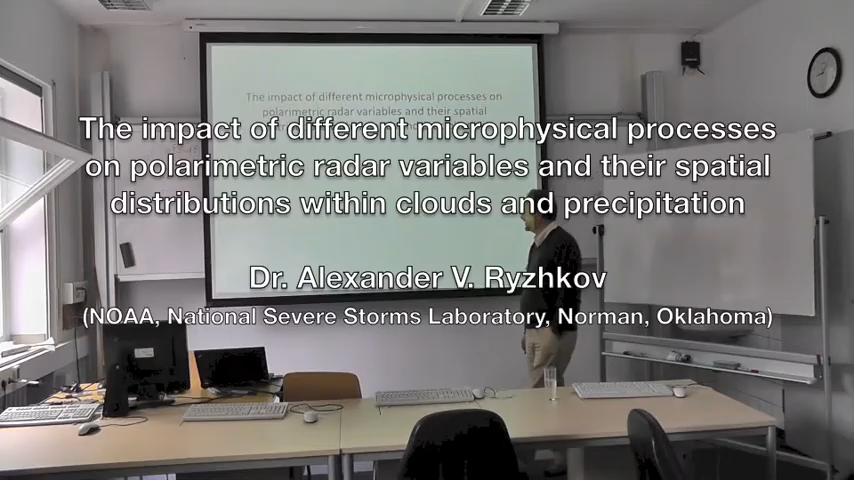 The impact of different microphysical processes on
polarimetric radar variables and their spatial
The impact of different microphysical processes
on polarimetric radar variables and their spatial
distributions within clouds and precipitation
Dr. Alexander V. Ryzhkov
(NOAA, National Severe Storms Laboratory, Norman, Oklahoma)